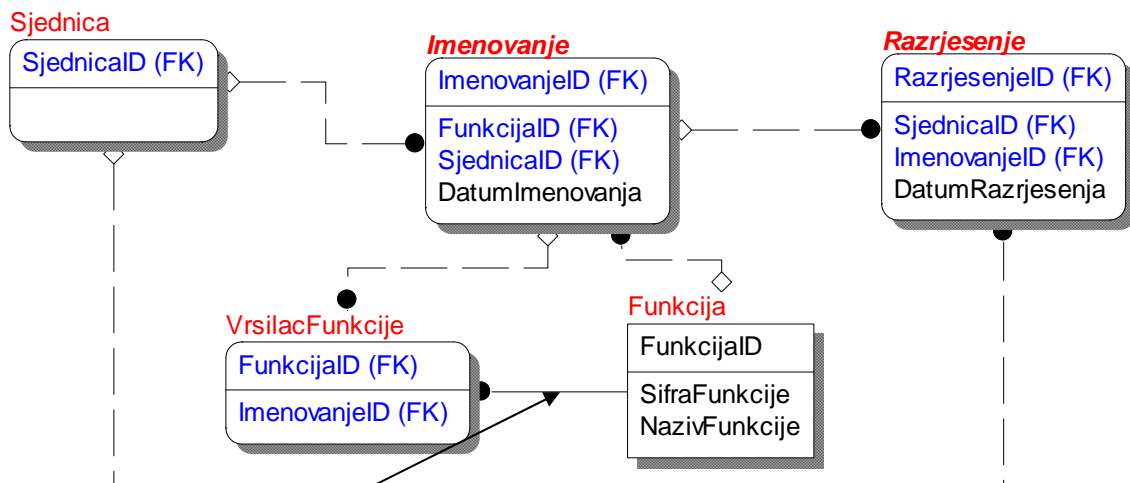 Sjednica
SjednicaID (FK)
Imenovanje
ImenovanjeID (FK)
FunkcijaID (FK)
SjednicaID (FK)
DatumImenovanja
Razrjesenje
RazrjesenjeID (FK)
SjednicaID (FK)
ImenovanjeID (FK)
DatumRazrjesenja
VrsilacFunkcije
FunkcijaID (FK)
ImenovanjeID (FK)
Funkcija
FunkcijaID
SifraFunkcije
NazivFunkcije